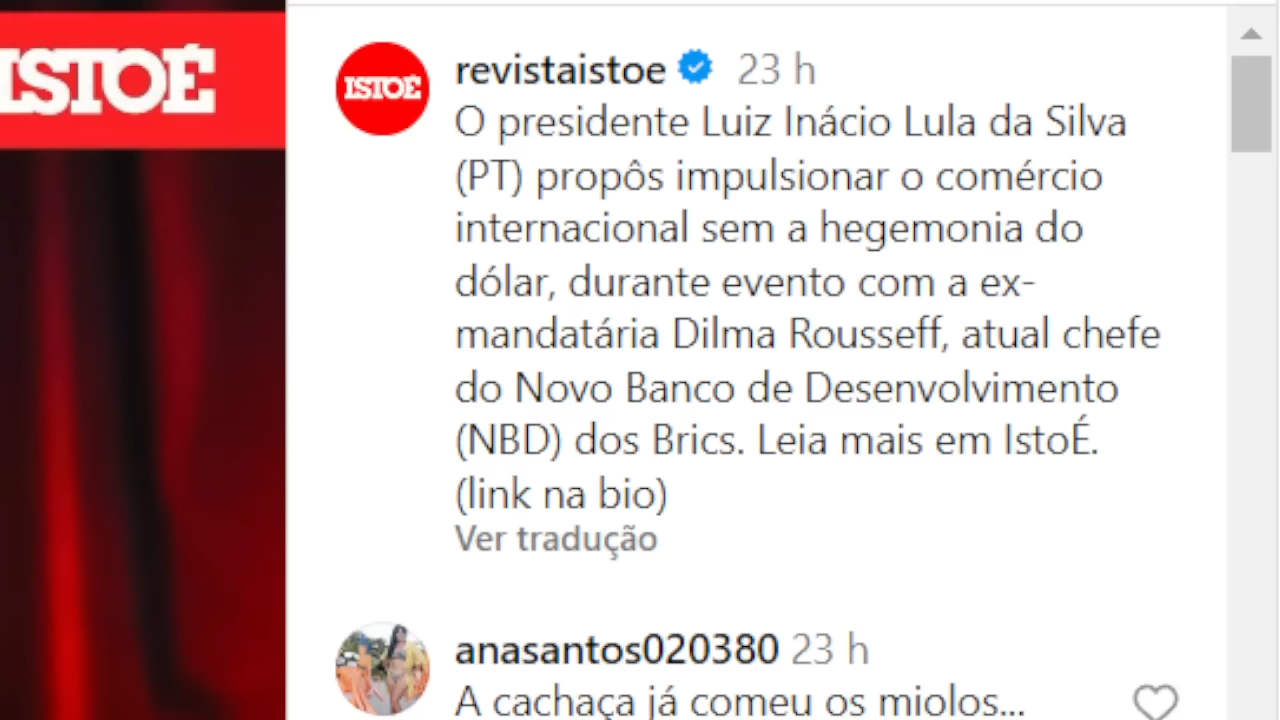 ISTOÉ
ISTOÉ
revistaistoe 23 h
O presidente Luiz Inácio Lula da Silva
(PT) propôs impulsionar o comércio
internacional sem a hegemonia do
dólar, durante evento com a ex-
mandatária Dilma Rousseff, atual chefe
do Novo Banco de Desenvolvimento
(NBD) dos Brics. Leia mais em IstoÉ.
(link na bio)
Ver tradução
anasantos020380 23 h
A cachaça já comeu os miolos...